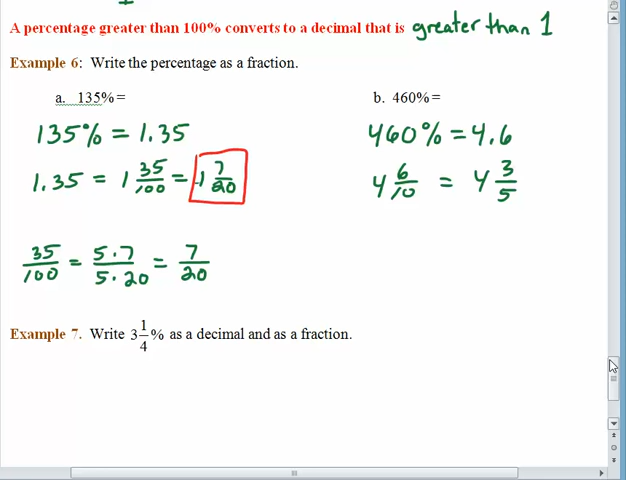 A percentage greater than 100% converts to a decimal that is greater than 1
Example 6: Write the percentage as a fraction.
a. 135% = b. 460% =
135% = 1.35 460% = 4.6
1.35 = 1 35/100 = 1 7/20 4 6/10 = 4 3/5
35/100 = 5·7/5·20 = 7/20
Example 7. Write 3 1/4 % as a decimal and as a fraction.